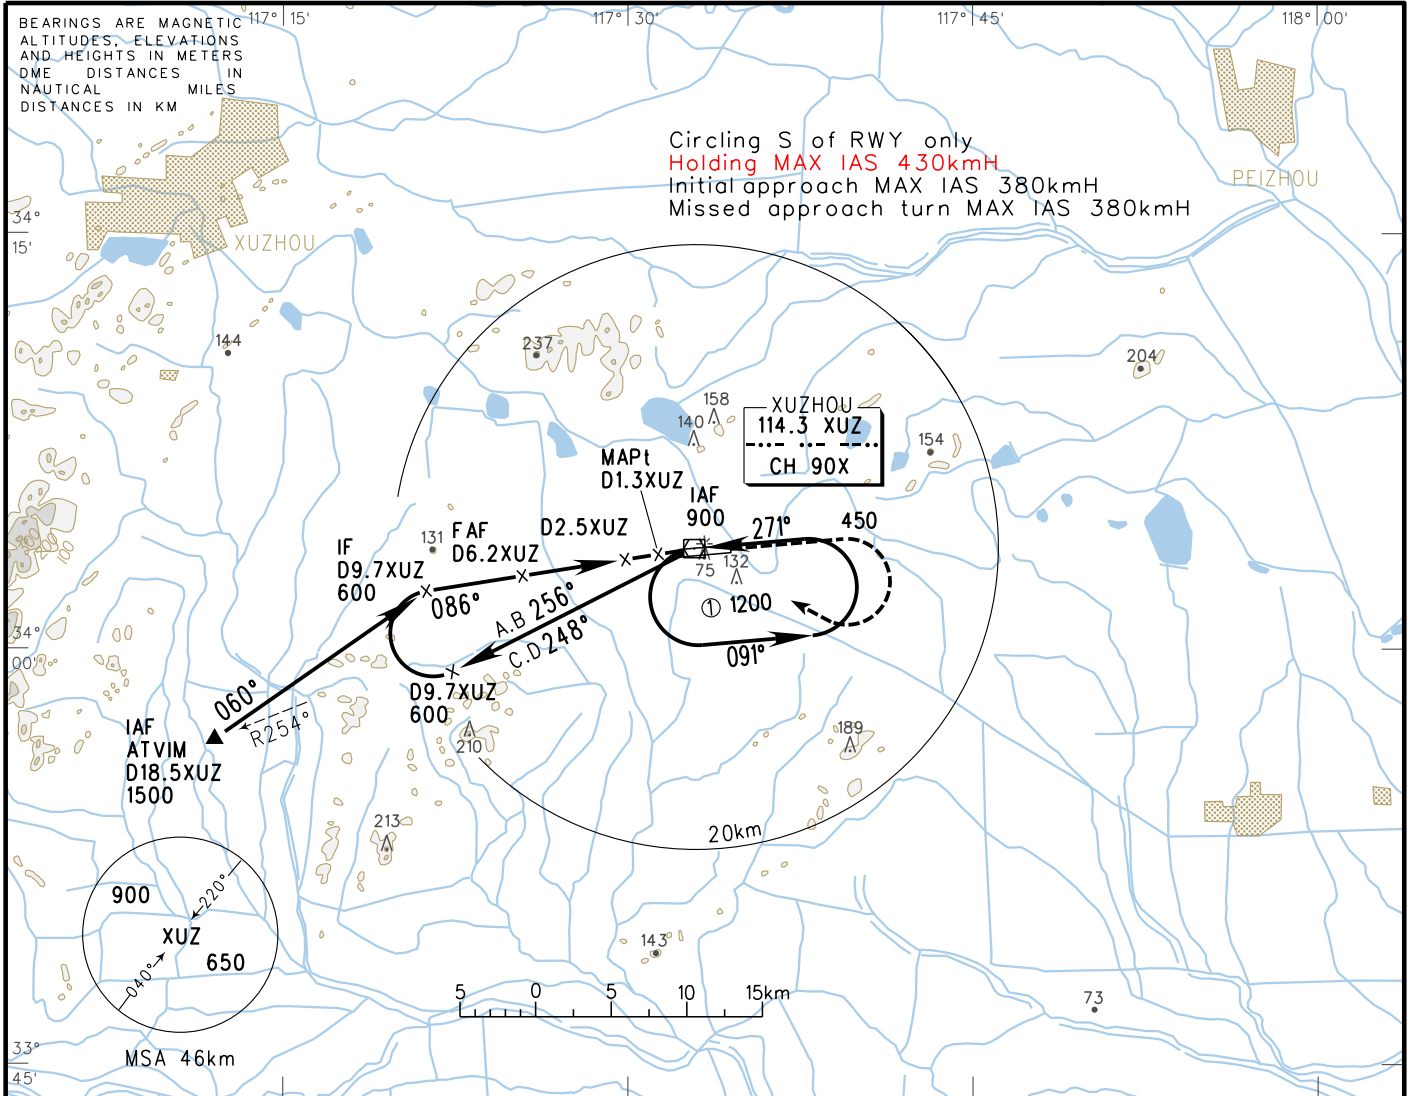 117° 15'
117° 30'
117° 45'
118° 00'
BEARINGS ARE MAGNETIC
ALTITUDES, ELEVATIONS
AND HEIGHTS IN METERS
DME DISTANCES IN
NAUTICAL MILES
DISTANCES IN KM
Circling S of RWY only
Holding MAX IAS 430kmH
Initial approach MAX IAS 380kmH
Missed approach turn MAX IAS 380kmH
PEIZHOU
34°
15'
XUZHOU
144
237
204
158
140
XUZHOU
114.3 XUZ
CH 90X
154
MAPt
D1.3XUZ
IAF
900
271°
450
131
FAF
D6.2XUZ
D2.5XUZ
IF
D9.7XUZ
600
75
132
086°
A.B 256°
C.D 248°
① 1200
091°
34°
00'
D9.7XUZ
600
060°
R254°
IAF
ATVIM
D18.5XUZ
1500
210
189
213
20km
900
220°
XUZ
650
040°
MSA 46km
143
5 0 5 10 15km
73
33°
45'